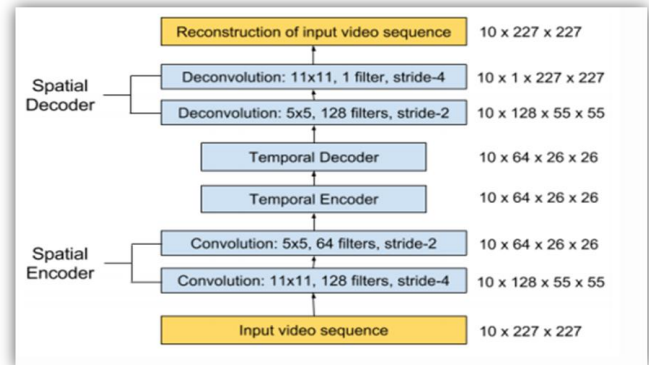 Reconstruction of input video sequence 10 x 227 x 227
Spatial
Decoder
Deconvolution: 11x11, 1 filter, stride-4 10 x 1 x 227 x 227
Deconvolution: 5x5, 128 filters, stride-2 10 x 128 x 55 x 55
Temporal Decoder 10 x 64 x 26 x 26
Temporal Encoder 10 x 64 x 26 x 26
Spatial
Encoder
Convolution: 5x5, 64 filters, stride-2 10 x 64 x 26 x 26
Convolution: 11x11, 128 filters, stride-4 10 x 128 x 55 x 55
Input video sequence 10 x 227 x 227